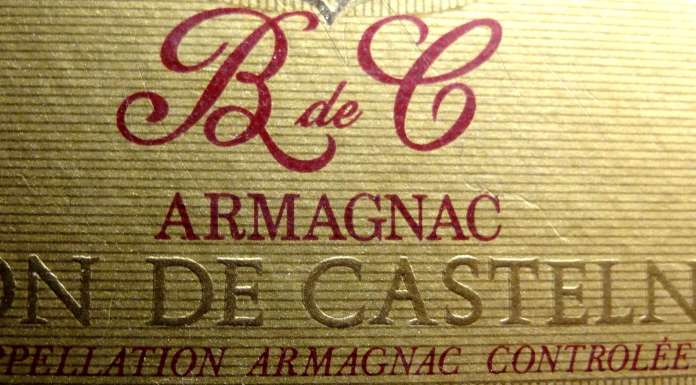 B de C
ARMAGNAC
ON DE CASTELN
PPELLATION ARMAGNAC CONTROLÉE